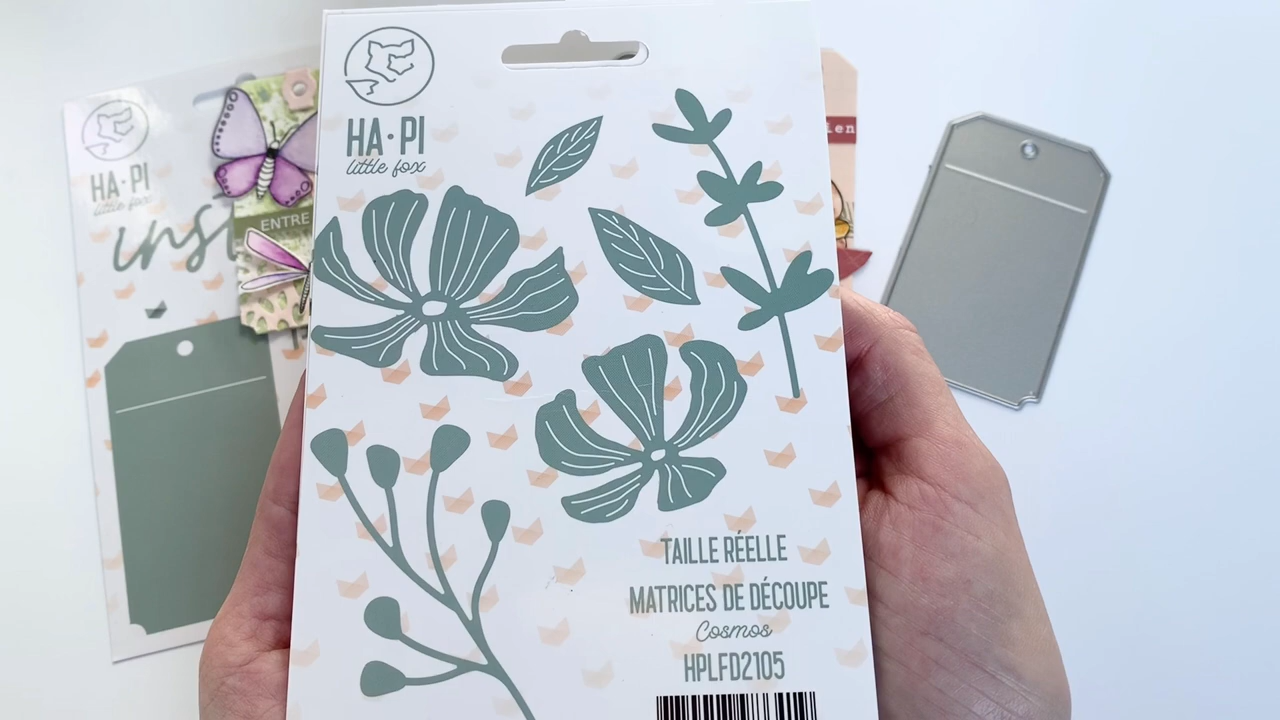 HA·PI
little fox
TAILLE RÉELLE
MATRICES DE DÉCOUPE
Cosmos
HPLFD2105
HA·PI
little fox
ENTRE